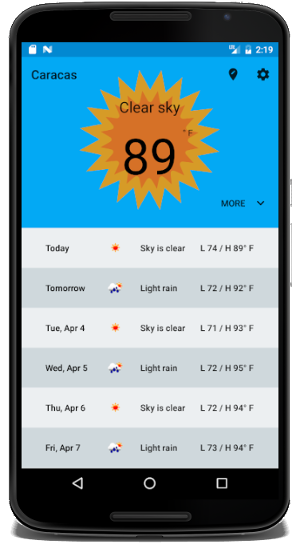 2:19
Caracas
Clear sky
89 ° F
MORE
Today Sky is clear L 74 / H 89° F
Tomorrow Light rain L 72 / H 92° F
Tue, Apr 4 Sky is clear L 71 / H 93° F
Wed, Apr 5 Light rain L 72 / H 94° F
Thu, Apr 6 Sky is clear L 72 / H 94° F
Fri, Apr 7 Light rain L 73 / H 94° F